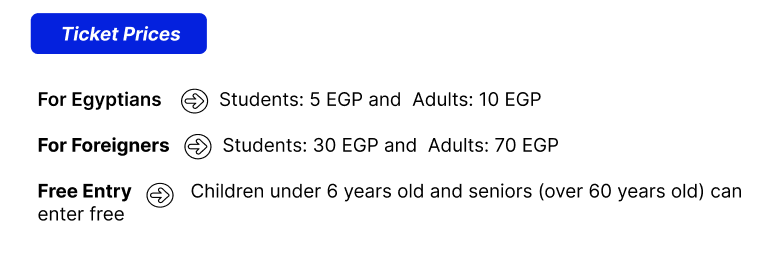 Ticket Prices
For Egyptians Students: 5 EGP and Adults: 10 EGP
For Foreigners Students: 30 EGP and Adults: 70 EGP
Free Entry Children under 6 years old and seniors (over 60 years old) can
enter free